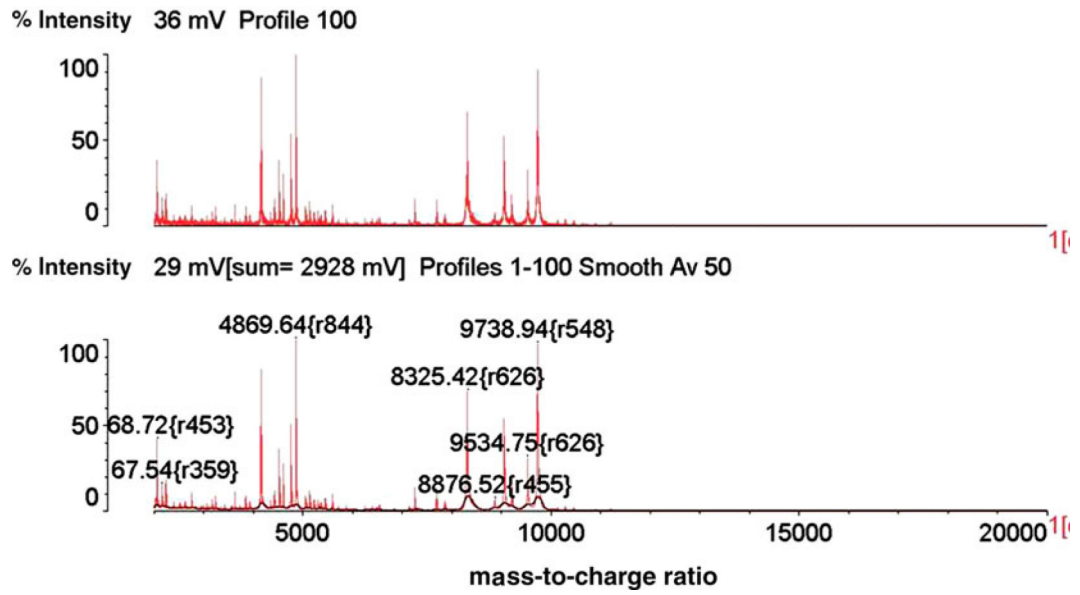 % Intensity 36 mV Profile 100
100
50
0
1[
% Intensity 29 mV[sum= 2928 mV] Profiles 1-100 Smooth Av 50
4869.64{r844} 9738.94{r548}
100
8325.42{r626}
68.72{r453}
50
9534.75{r626}
67.54{r359}
8876.52{r455}
0
1[
5000 10000 15000 20000
mass-to-charge ratio